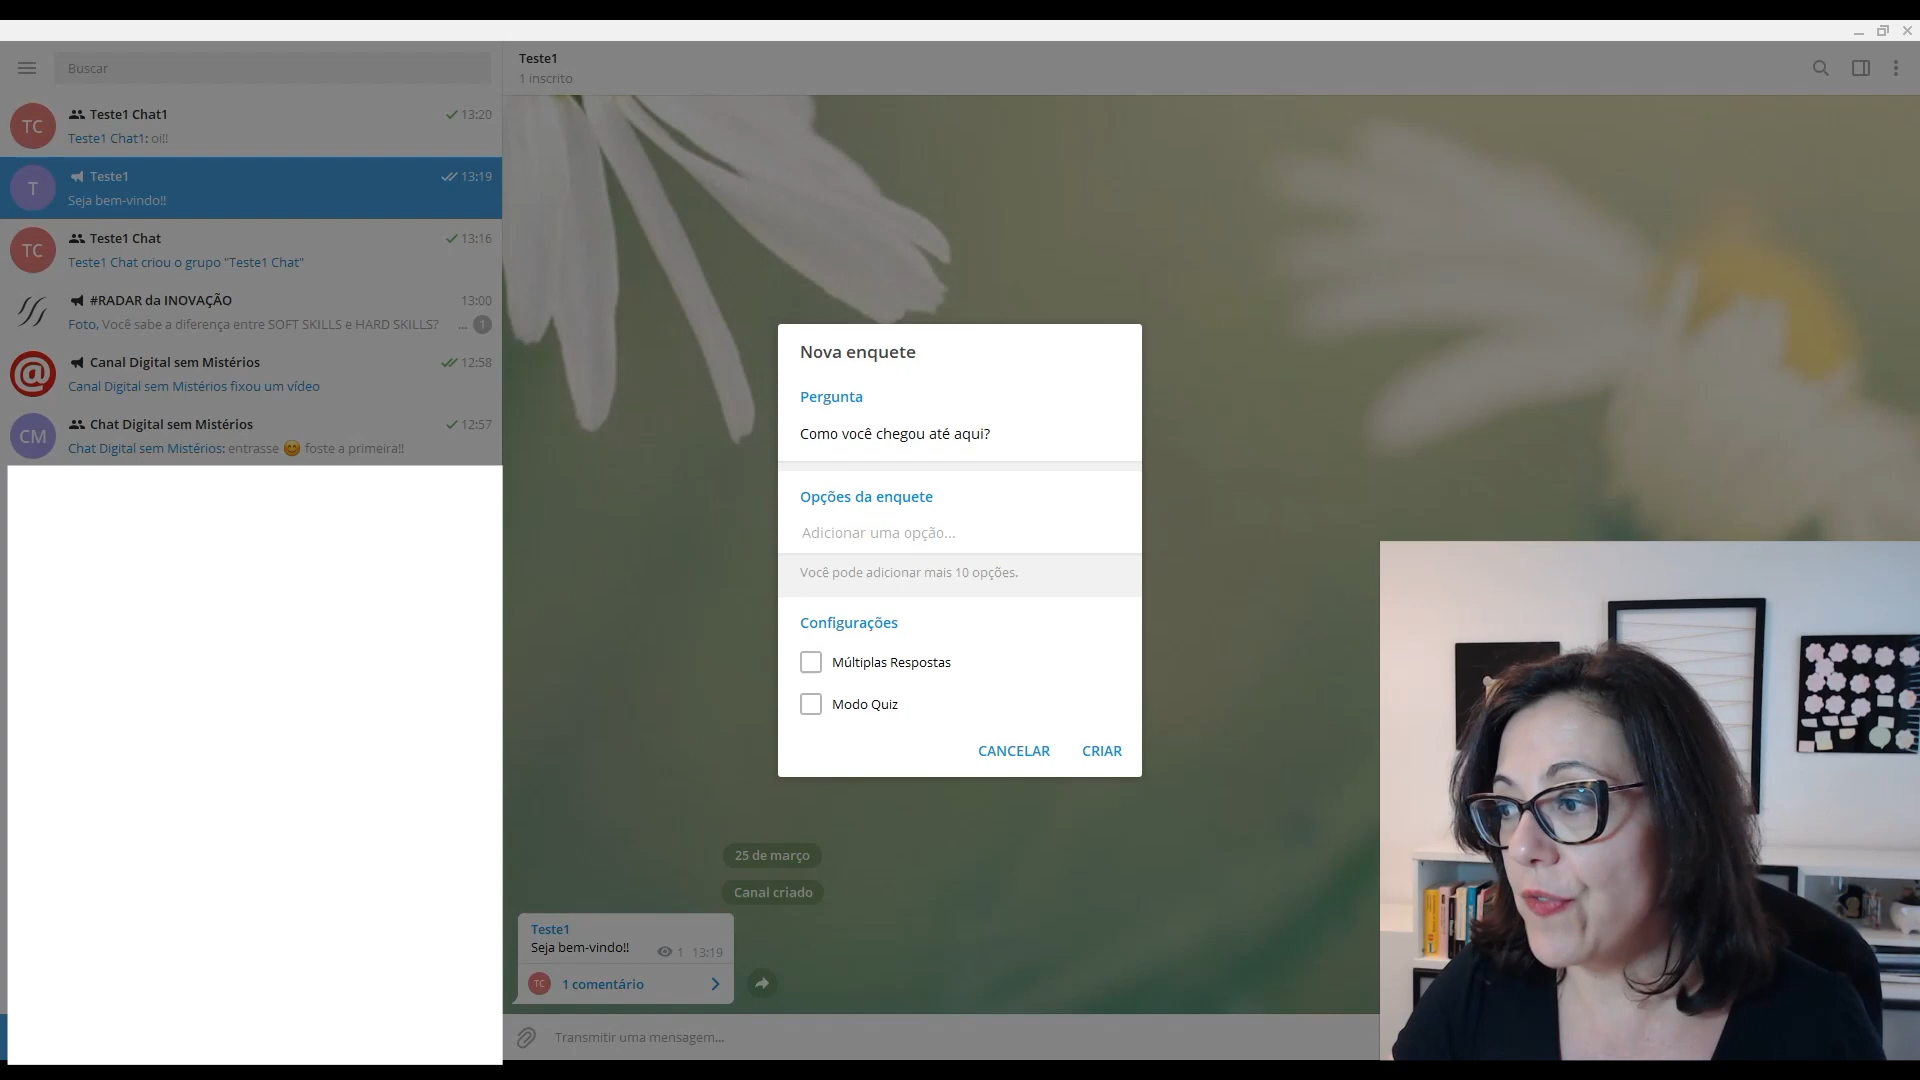 Buscar
TC
Teste1 Chat1
13:20
Teste1 Chat1: oi!!
T
Teste1
13:19
Seja bem-vindo!!
TC
Teste1 Chat
13:16
Teste1 Chat criou o grupo "Teste1 Chat"
#RADAR da INOVAÇÃO
13:00
Foto, Você sabe a diferença entre SOFT SKILLS e HARD SKILLS? ... 1
@
Canal Digital sem Mistérios
12:58
Canal Digital sem Mistérios fixou um vídeo
CM
Chat Digital sem Mistérios
12:57
Chat Digital sem Mistérios: entrasse 😊 foste a primeira!!
Teste1
1 inscrito
Nova enquete
Pergunta
Como você chegou até aqui?
Opções da enquete
Adicionar uma opção...
Você pode adicionar mais 10 opções.
Configurações
Múltiplas Respostas
Modo Quiz
CANCELAR CRIAR
25 de março
Canal criado
Teste1
Seja bem-vindo!! 1 13:19
TC 1 comentário
Transmitir uma mensagem...